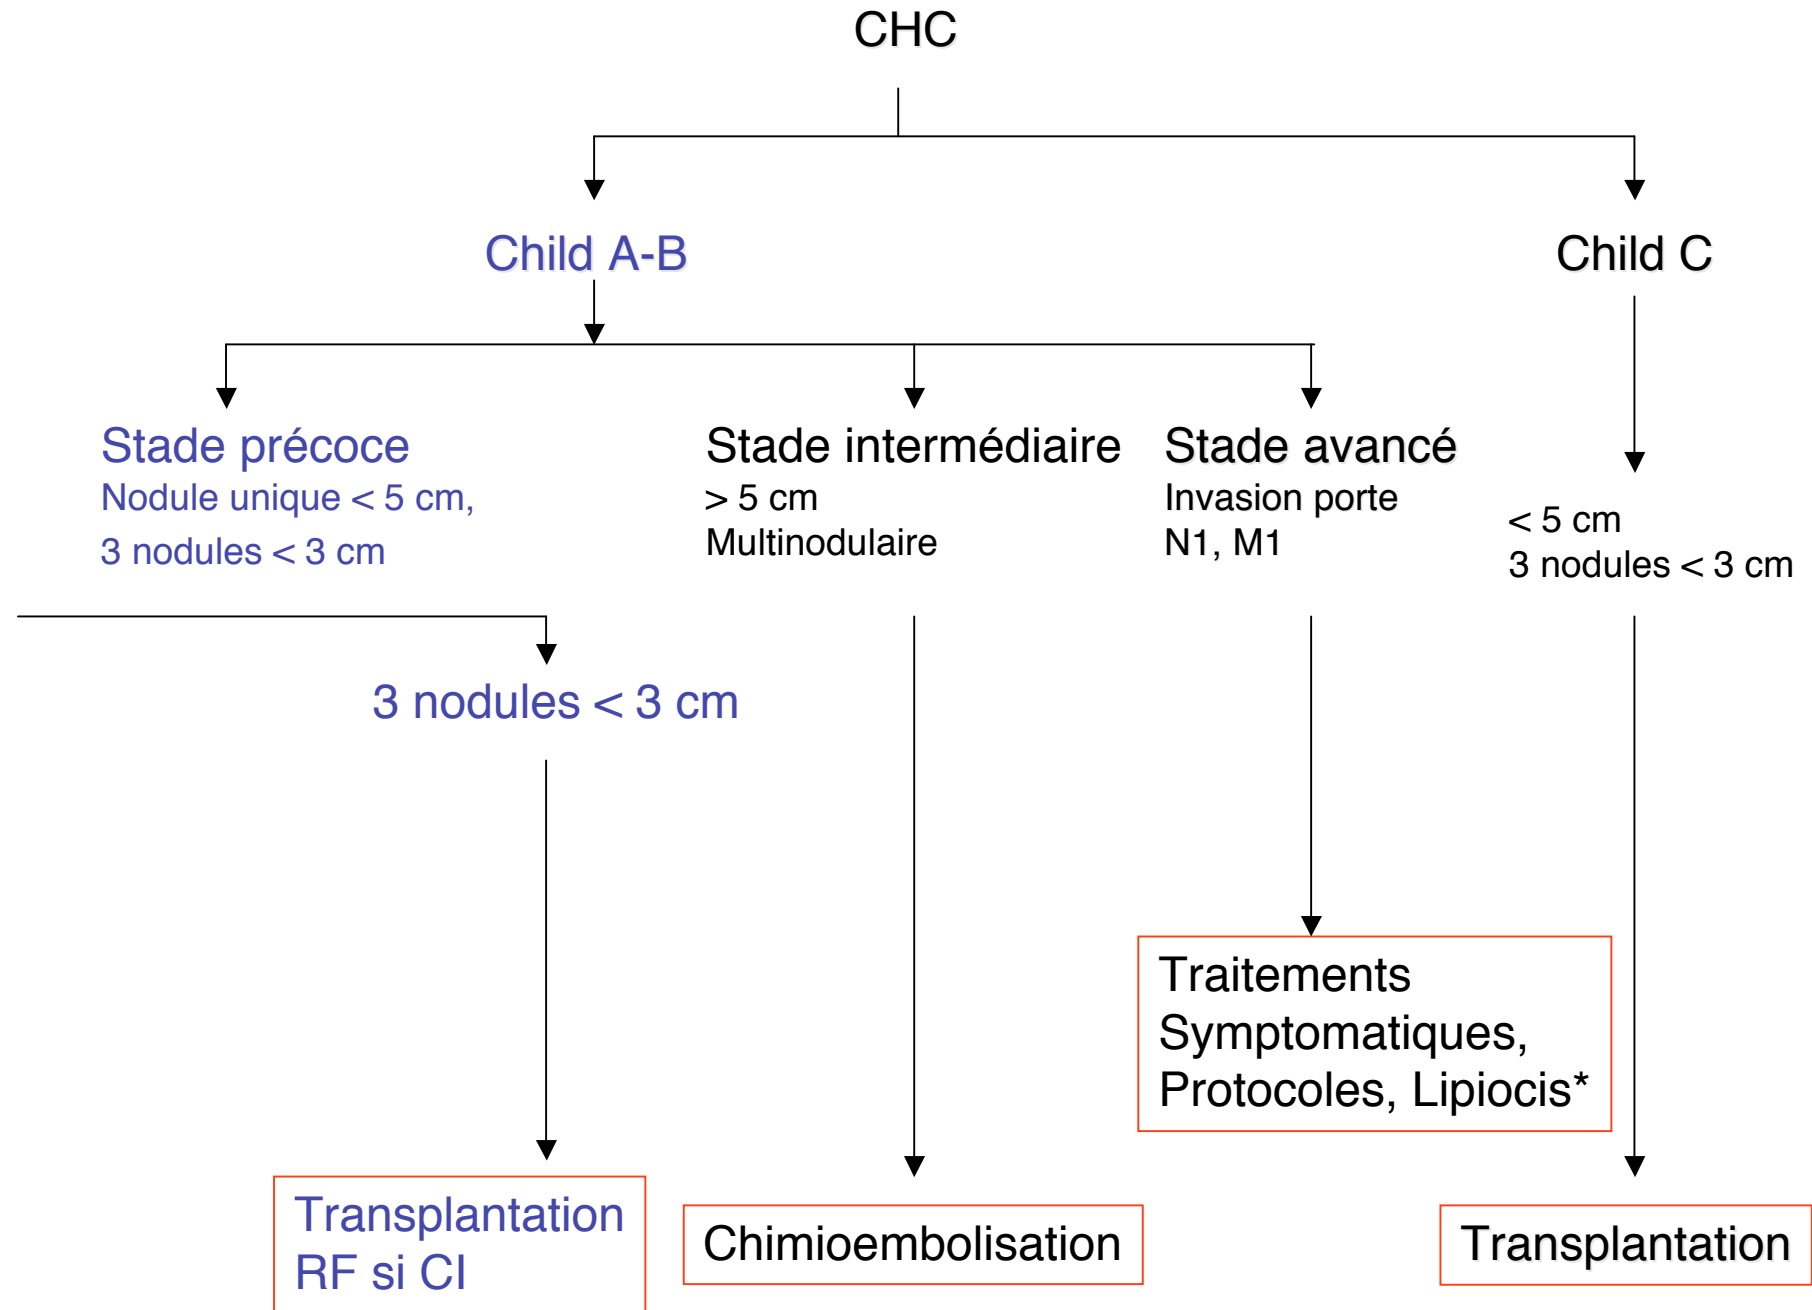 CHC
Child A-B
Child C
Stade précoce
Nodule unique < 5 cm,
3 nodules < 3 cm
Stade intermédiaire
> 5 cm
Multinodulaire
Stade avancé
Invasion porte
N1, M1
< 5 cm
3 nodules < 3 cm
3 nodules < 3 cm
Traitements
Symptomatiques,
Protocoles, Lipiocis*
Transplantation
RF si CI
Chimioembolisation
Transplantation